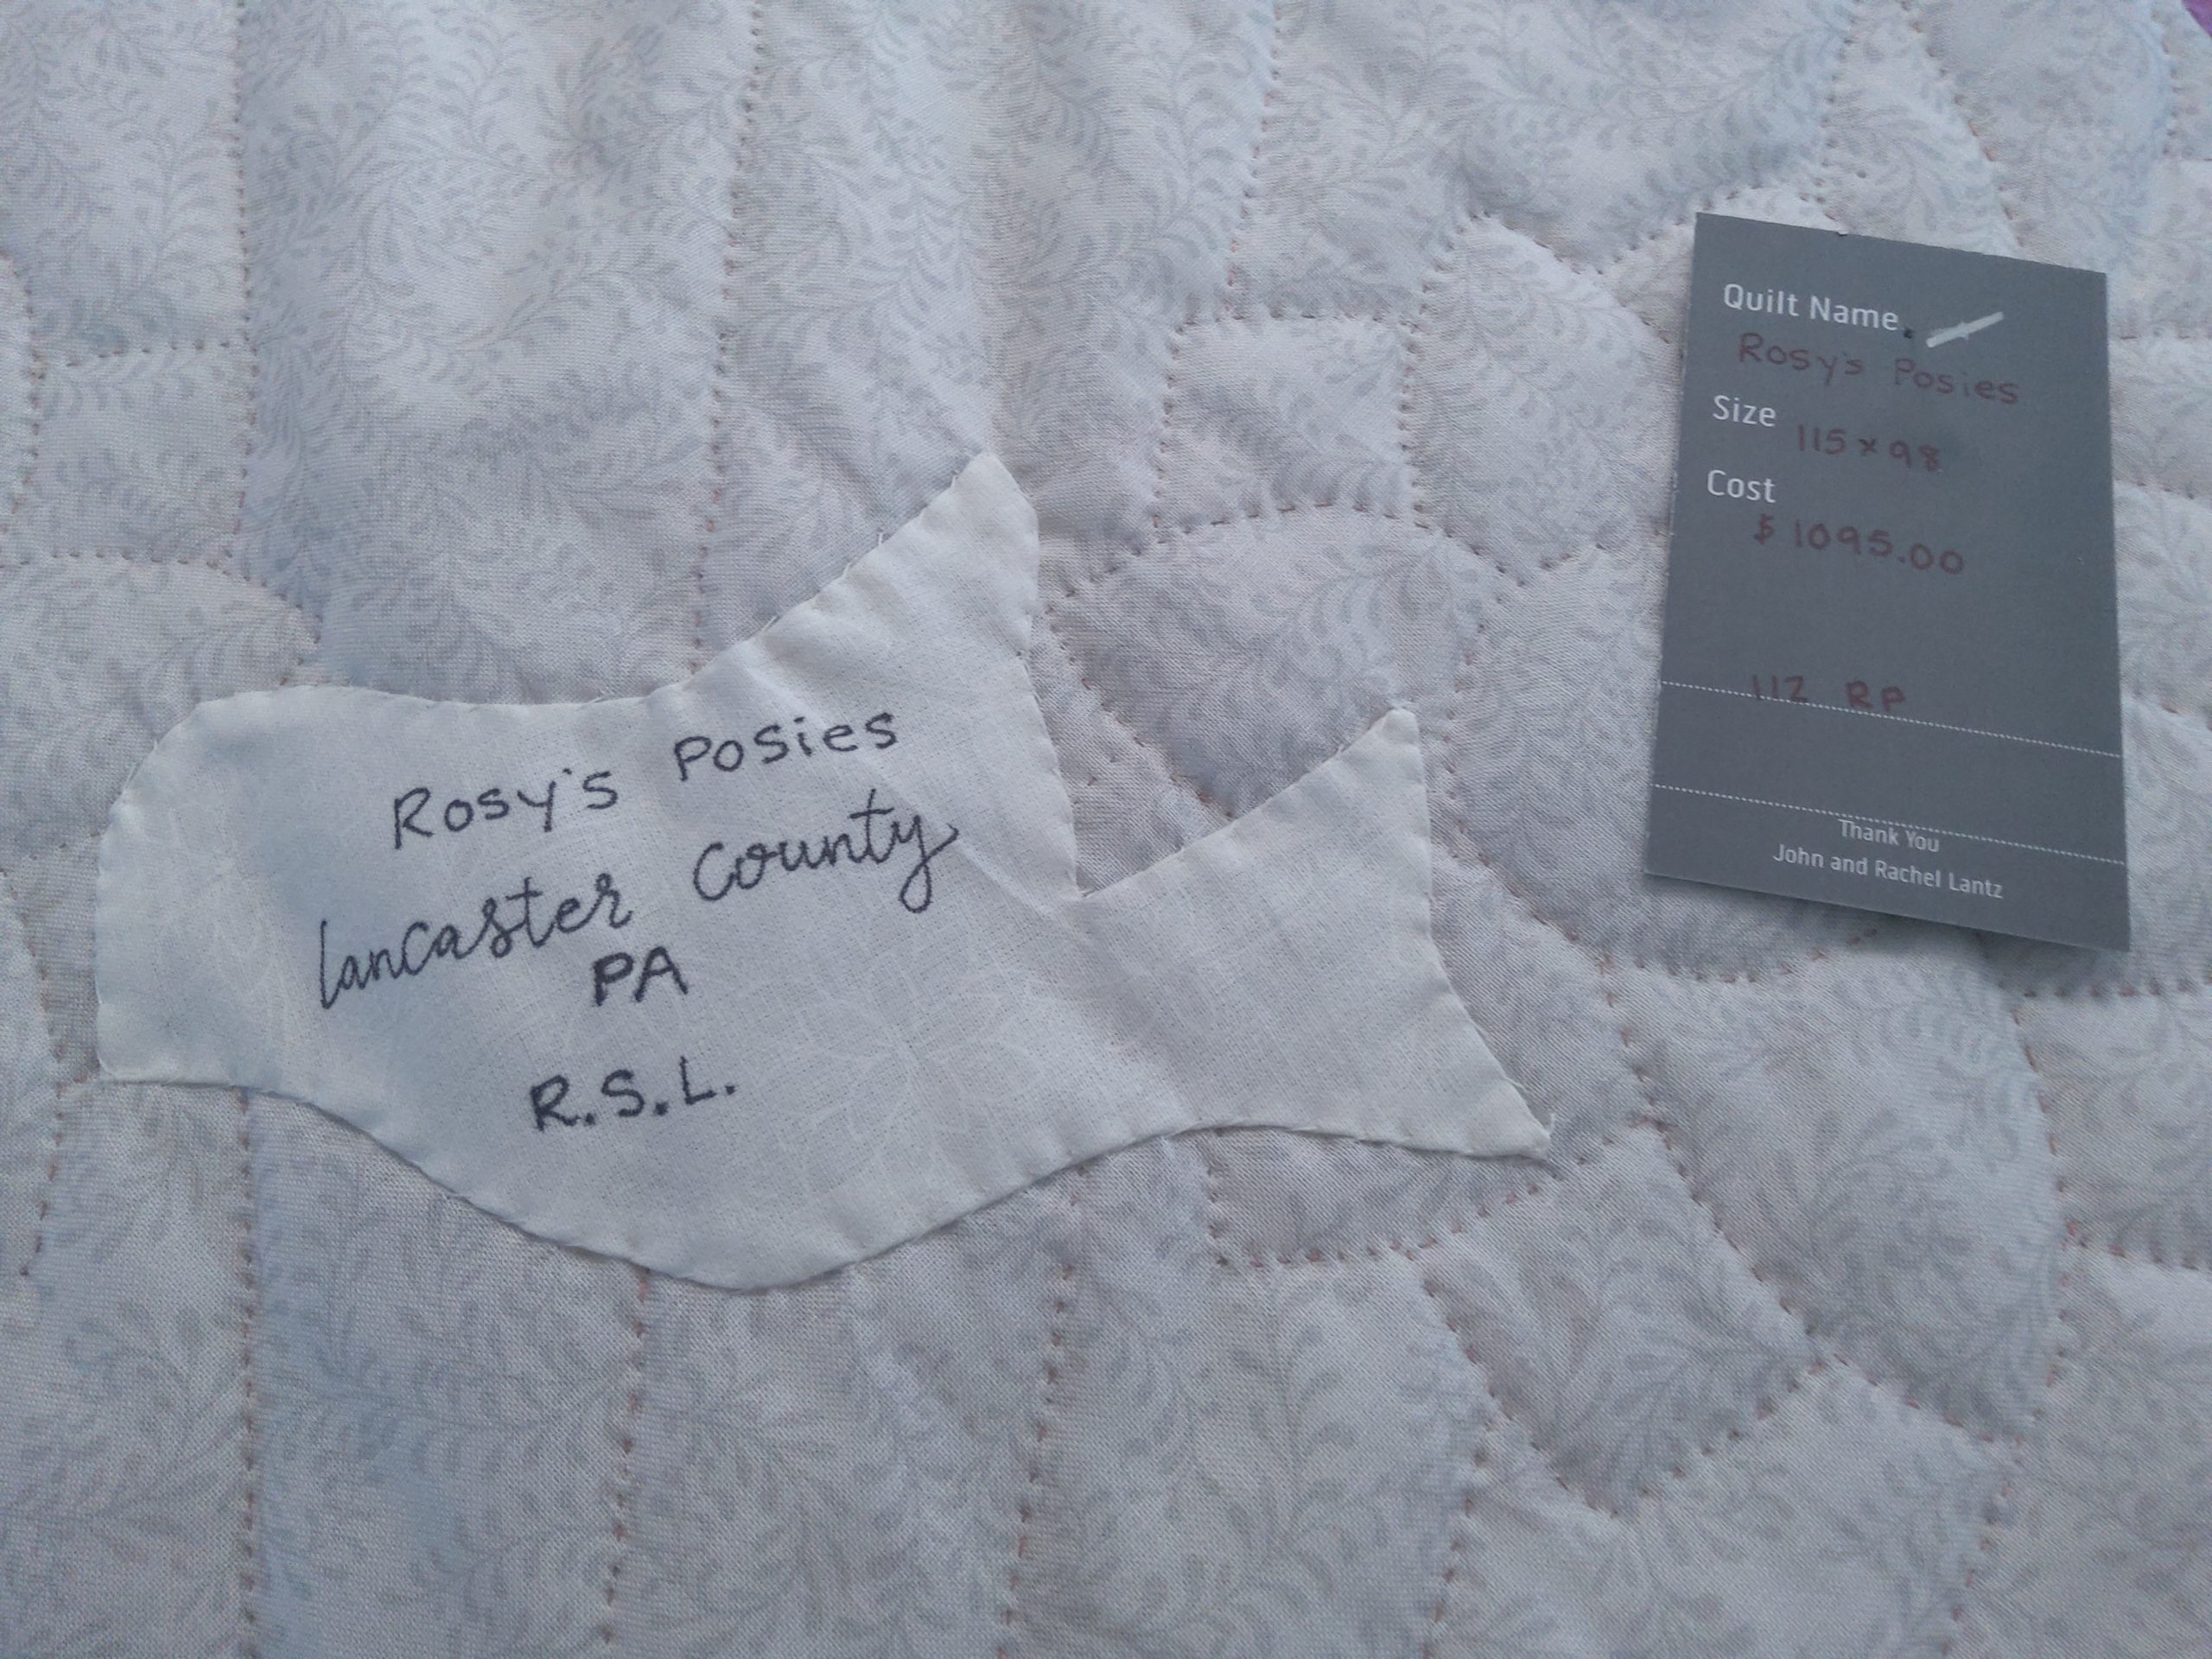 Rosy's Posies
Lancaster County
PA
R.S.L.
Quilt Name
Rosy's Posies
Size 115 x 98
Cost
$1095.00
112 RP
Thank You
John and Rachel Lantz